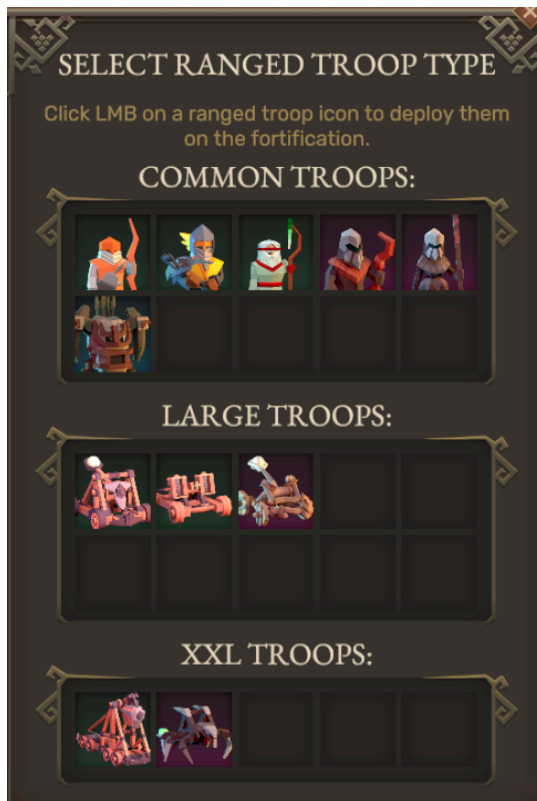 SELECT RANGED TROOP TYPE
Click LMB on a ranged troop icon to deploy them
on the fortification.
COMMON TROOPS:
LARGE TROOPS:
XXL TROOPS: